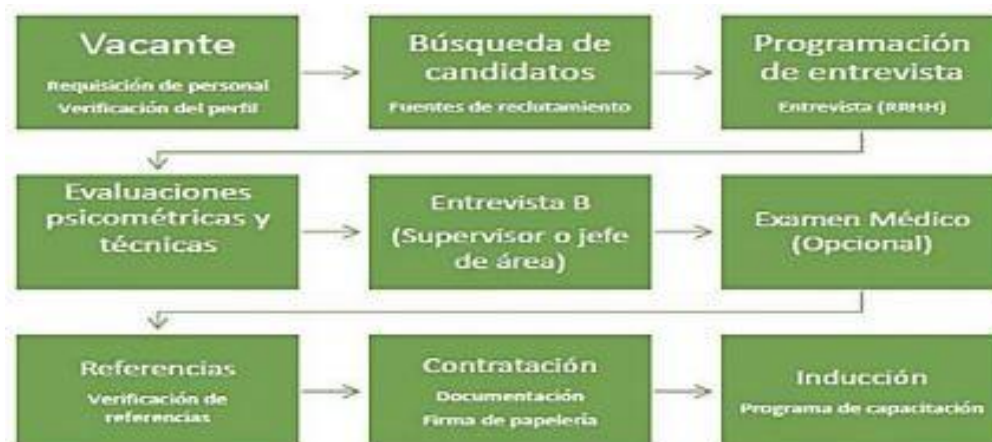 Vacante
Requisición de personal
Verificación del perfil
Búsqueda de
candidatos
Fuentes de reclutamiento
Programación
de entrevista
Entrevista (RRHH)
Evaluaciones
psicométricas y
técnicas
Entrevista B
(Supervisor o jefe
de área)
Examen Médico
(Opcional)
Referencias
Verificación de
referencias
Contratación
Documentación
Firma de papelería
Inducción
Programa de capacitación